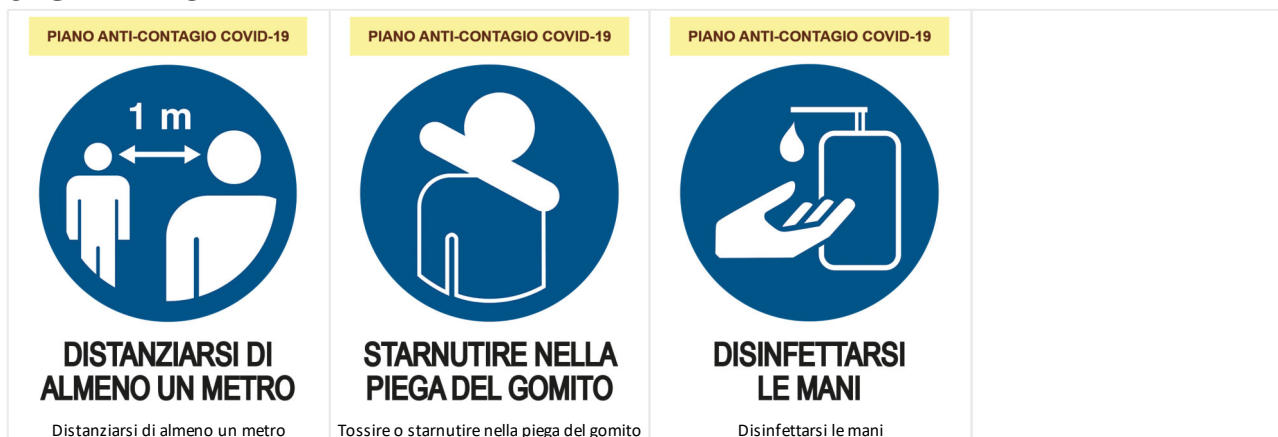 PIANO ANTI-CONTAGIO COVID-19
1 m
DISTANZIARSI DI
ALMENO UN METRO
Distanziarsi di almeno un metro
PIANO ANTI-CONTAGIO COVID-19
STARNUTIRE NELLA
PIEGA DEL GOMITO
Tossire o starnutire nella piega del gomito
PIANO ANTI-CONTAGIO COVID-19
DISINFETTARSI
LE MANI
Disinfettarsi le mani